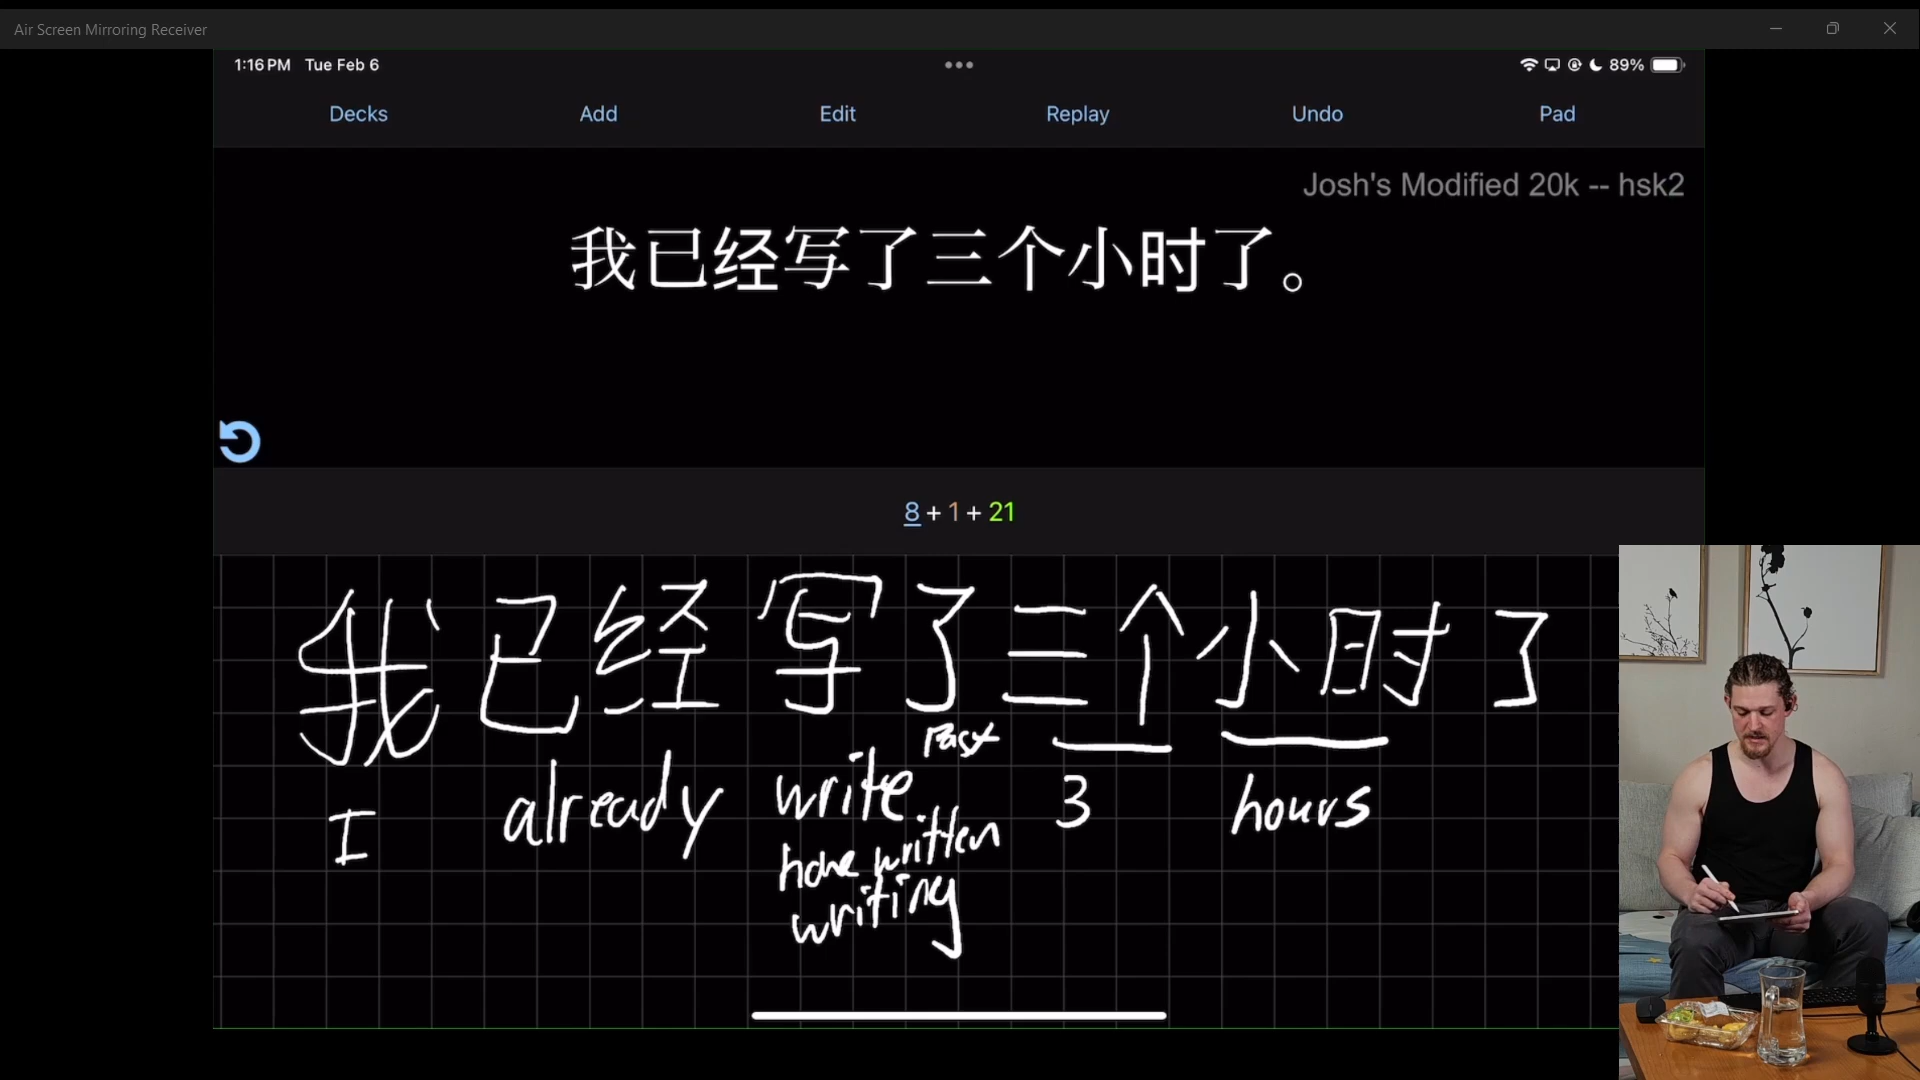 Air Screen Mirroring Receiver
1:16 PM Tue Feb 6
89%
Decks Add Edit Replay Undo Pad
Josh's Modified 20k -- hsk2
我已经写了三个小时了。
8 + 1 + 21
我已经写了三个小时了
Past
I already write 3 hours
have written
writing